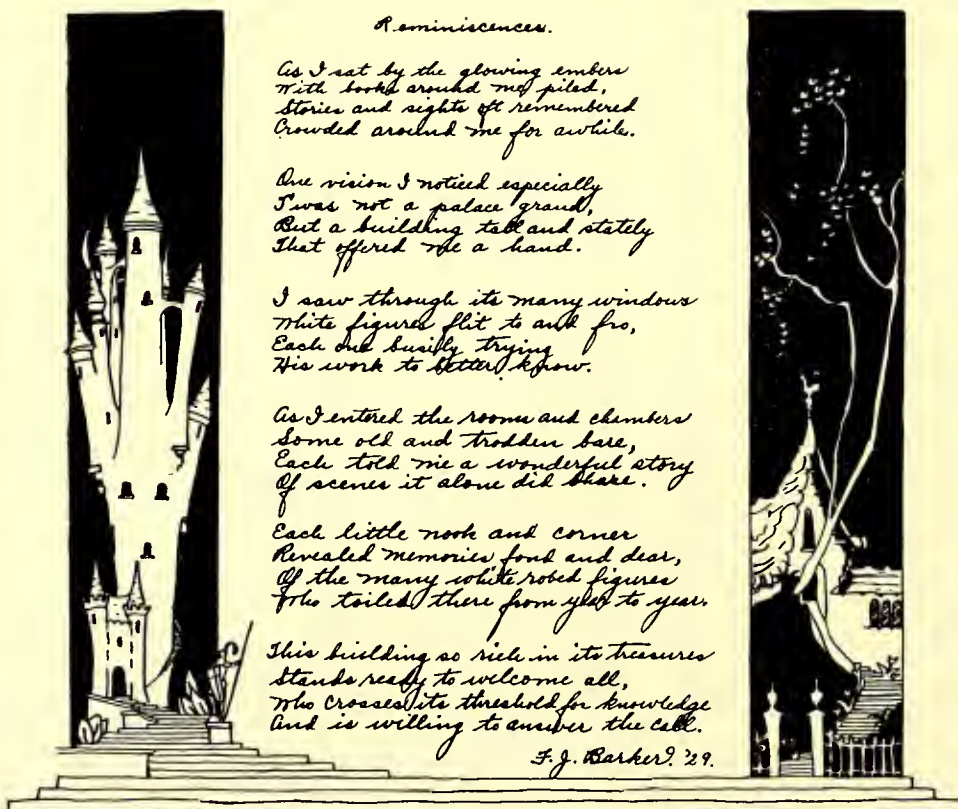 Reminiscences.
As I sat by the glowing embers
With books around me piled,
Stories and sights oft remembered
Crowded around me for awhile.
One vision I noticed especially
T'was not a palace grand,
But a building tall and stately
That offered me a hand.
I saw through its many windows
White figures flit to and fro,
Each one busily trying
His work to better know.
As I entered the rooms and chambers
Some old and trodden bare,
Each told me a wonderful story
Of scenes it alone did share.
Each little nook and corner
Revealed memories fond and dear,
Of the many white robed figures
Who toiled there from year to year.
This building so rich in its treasures
Stands ready to welcome all,
Who crosses its threshold for knowledge
And is willing to answer the call.
F. J. Barker. '29.